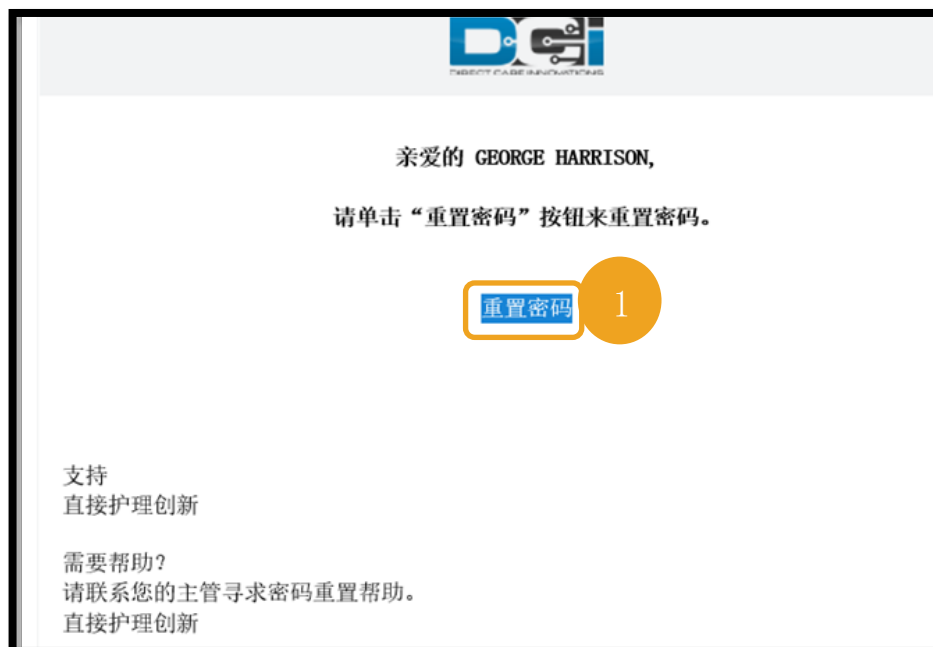 DCi
DIRECT CARE INNOVATIONS
亲爱的 GEORGE HARRISON,
请单击“重置密码”按钮来重置密码。
重置密码
1
支持
直接护理创新
需要帮助?
请联系您的主管寻求密码重置帮助。
直接护理创新